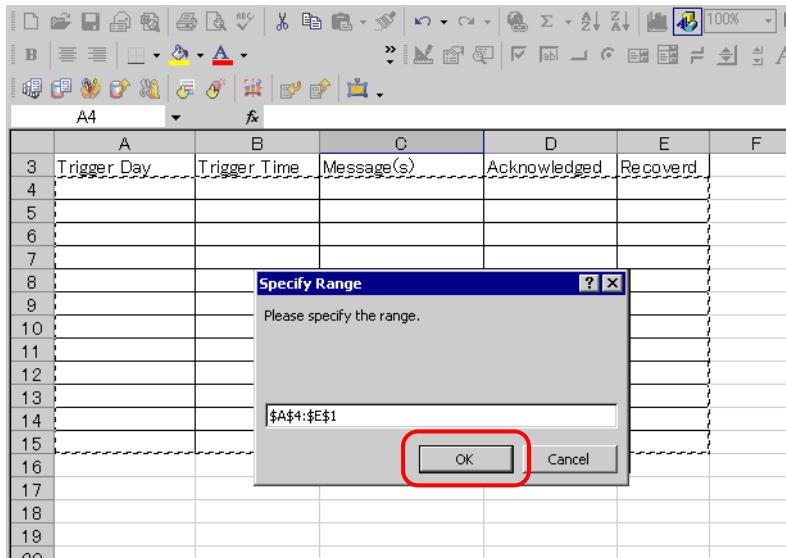 100%
B A
ab|
A4 fx
A B C D E F
3 Trigger Day Trigger Time Message(s) Acknowledged Recoverd
4
5
6
7
8
Specify Range
9
Please specify the range.
10
11
12
13
14
$A$4:$E$1
15
OK Cancel
16
17
18
19